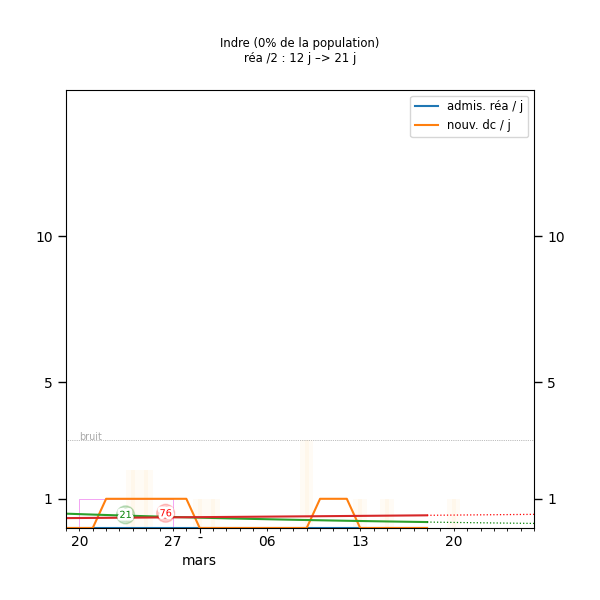 Indre (0% de la population)
réa /2 : 12 j –> 21 j
admis. réa / j
nouv. dc / j
10
10
5
5
bruit
1
1
21
76
20
27
-
06
13
20
mars